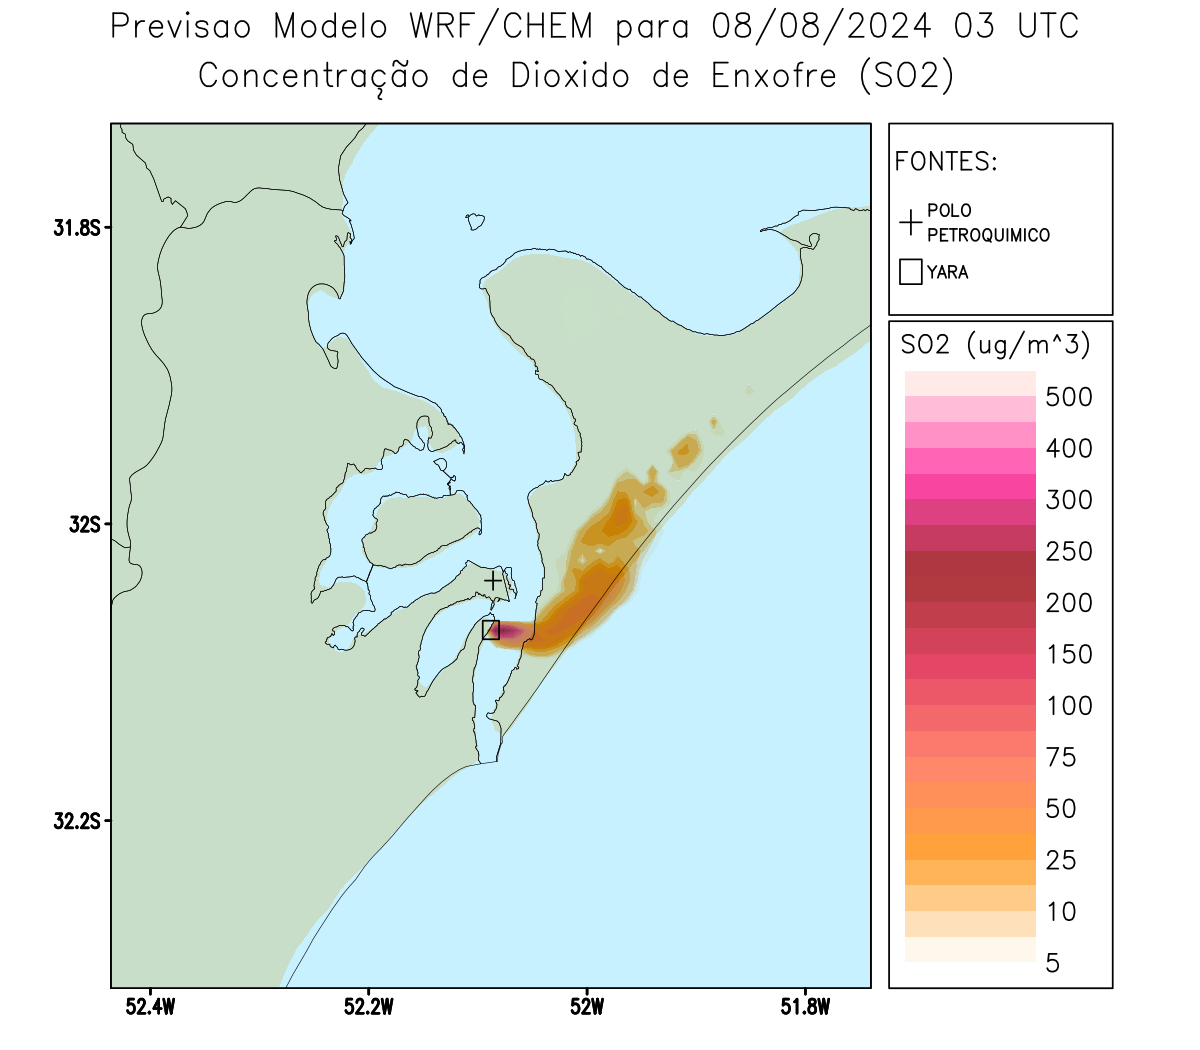 Previsao Modelo WRF/CHEM para 08/08/2024 03 UTC
Concentração de Dioxido de Enxofre (SO2)
FONTES:
POLO
PETROQUIMICO
YARA
31.8S
32S
32.2S
52.4W
52.2W
52W
51.8W
SO2 (ug/m^3)
500
400
300
250
200
150
100
75
50
25
10
5